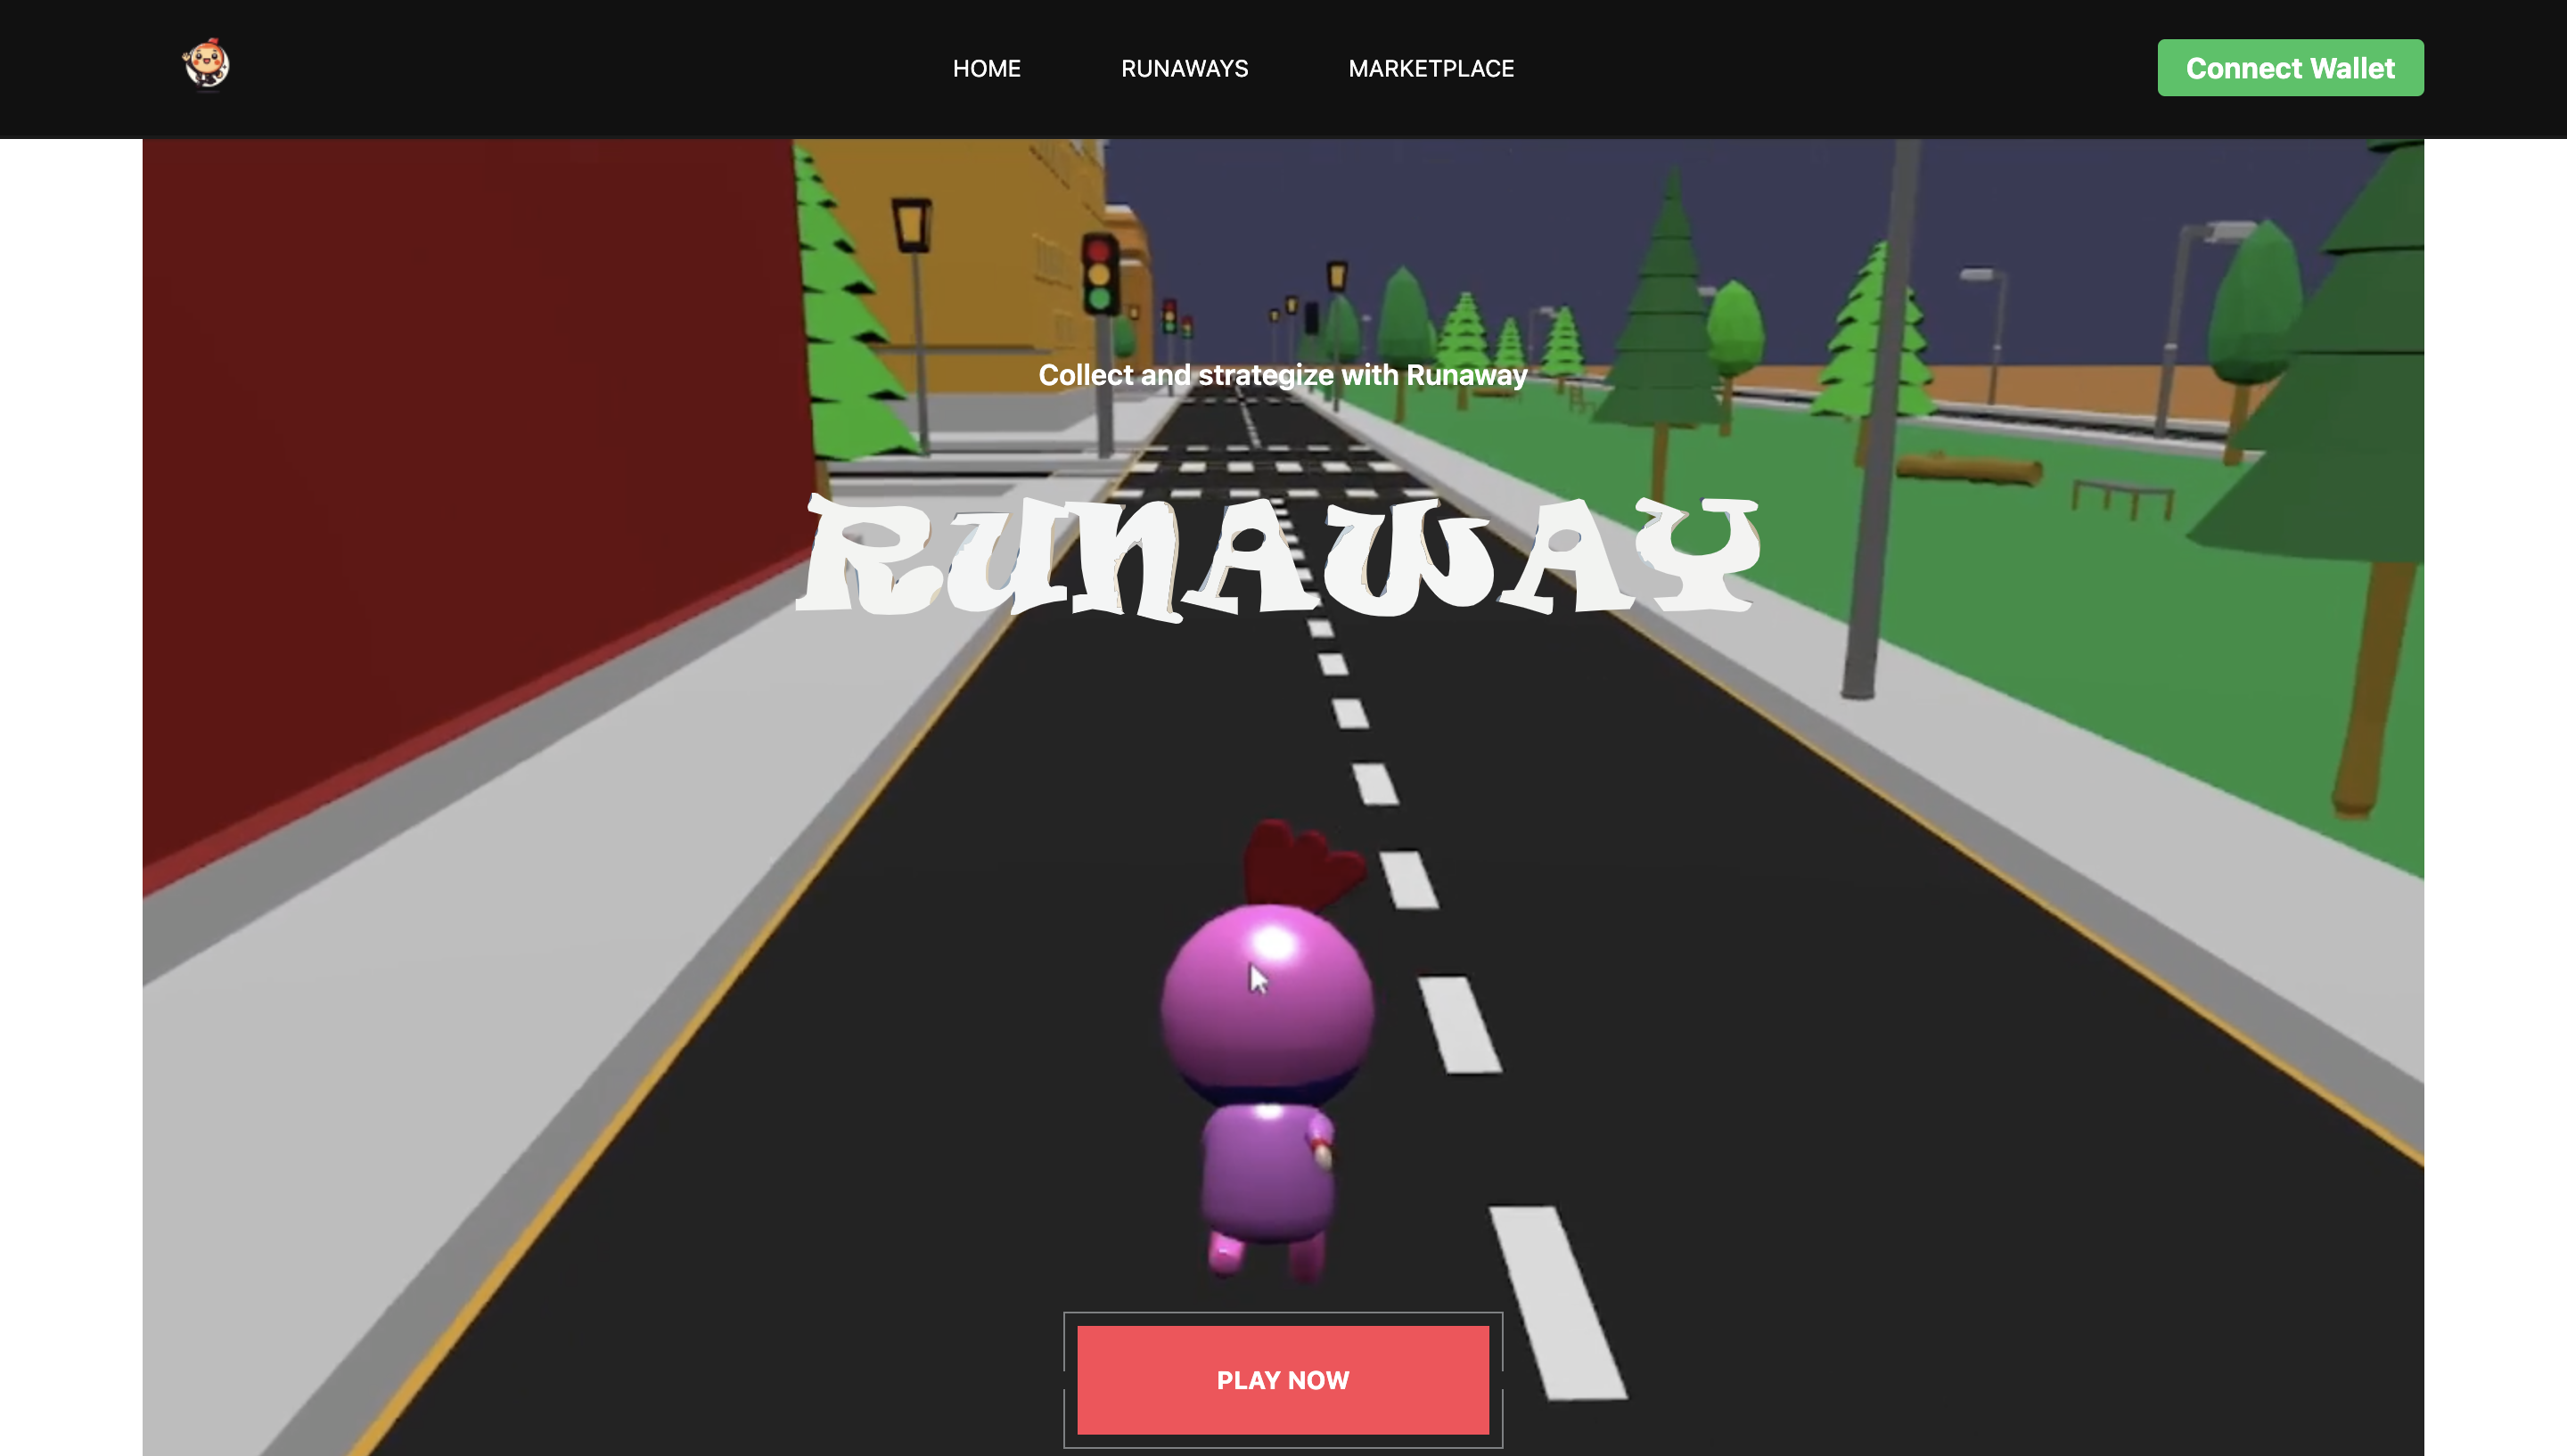 HOME
RUNAWAYS
MARKETPLACE
Connect Wallet
Collect and strategize with Runaway
RUNAWAY
PLAY NOW